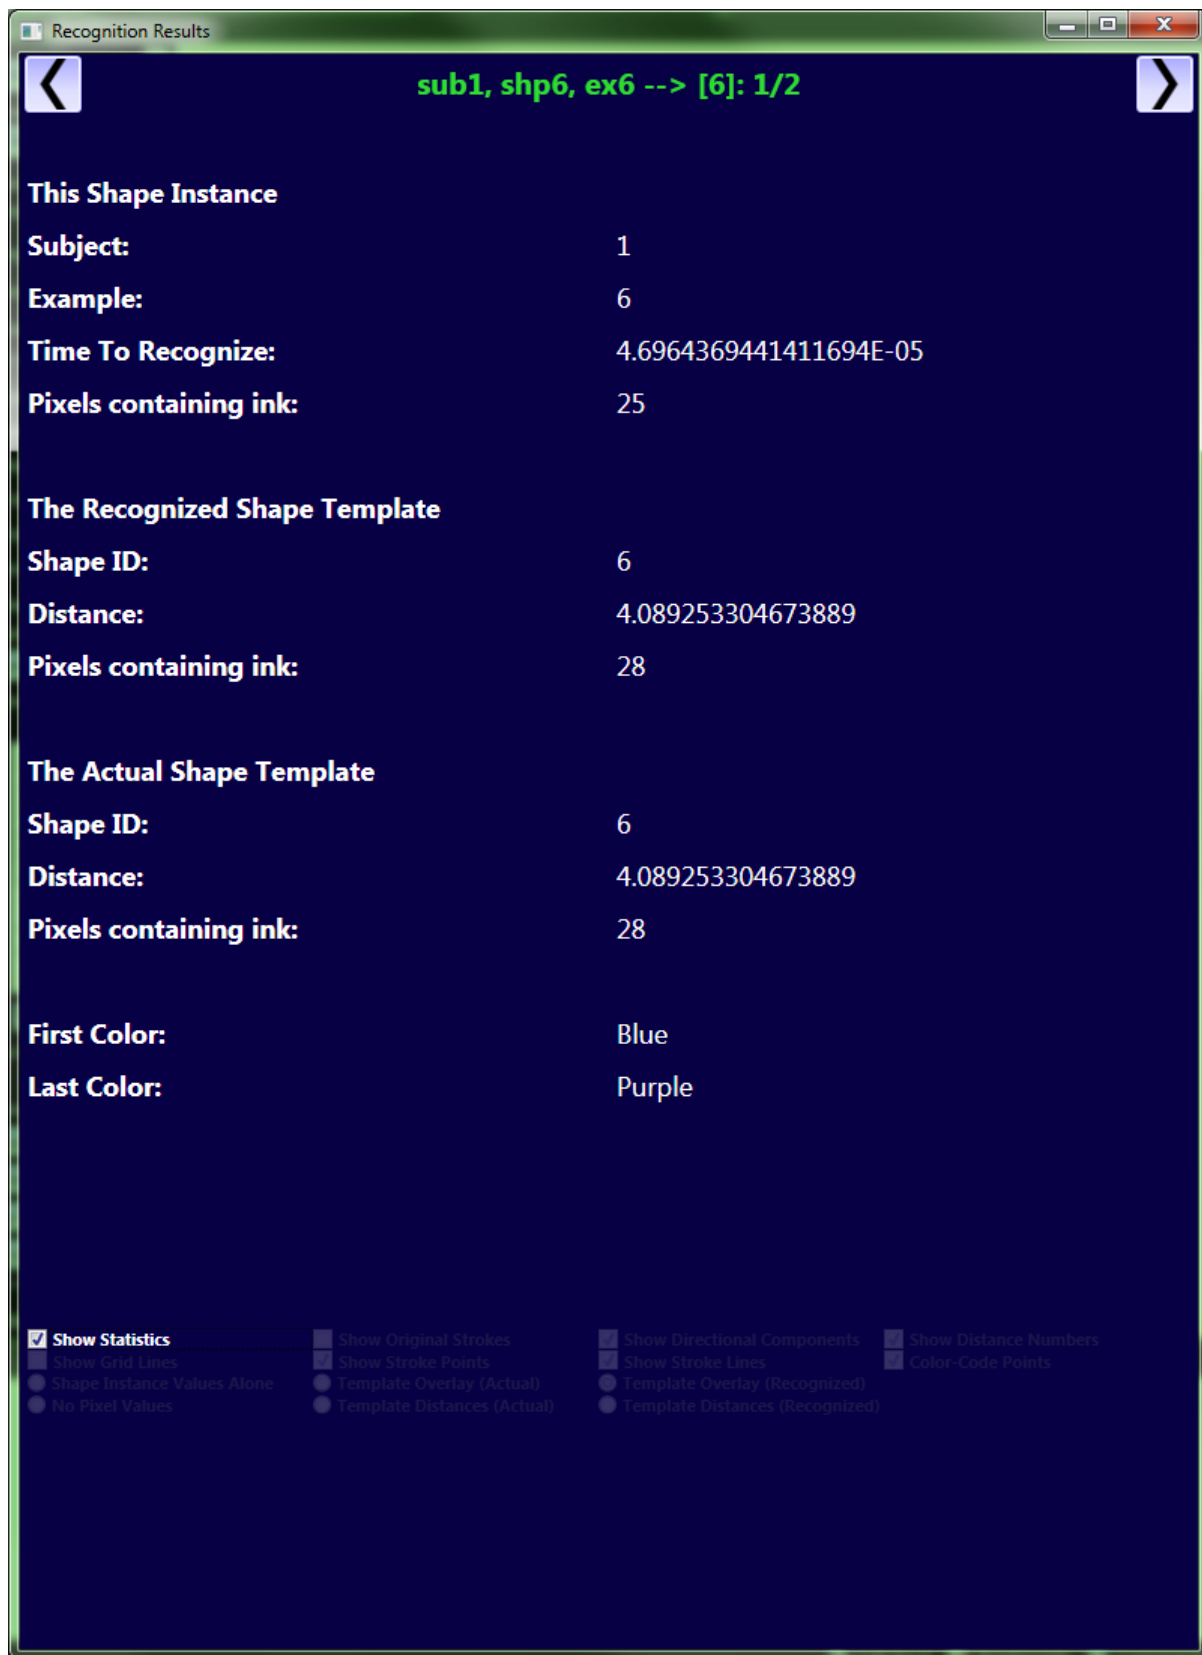 Recognition Results
sub1, shp6, ex6 --> [6]: 1/2
This Shape Instance
Subject: 1
Example: 6
Time To Recognize: 4.6964369441411694E-05
Pixels containing ink: 25
The Recognized Shape Template
Shape ID: 6
Distance: 4.089253304673889
Pixels containing ink: 28
The Actual Shape Template
Shape ID: 6
Distance: 4.089253304673889
Pixels containing ink: 28
First Color: Blue
Last Color: Purple
Show Statistics Show Original Strokes Show Directional Components Show Distance Numbers
Show Grid Lines Show Stroke Points Show Stroke Lines Color-Code Points
Shape Instance Values Alone Template Overlay (Actual) Template Overlay (Recognized)
No Pixel Values Template Distances (Actual) Template Distances (Recognized)